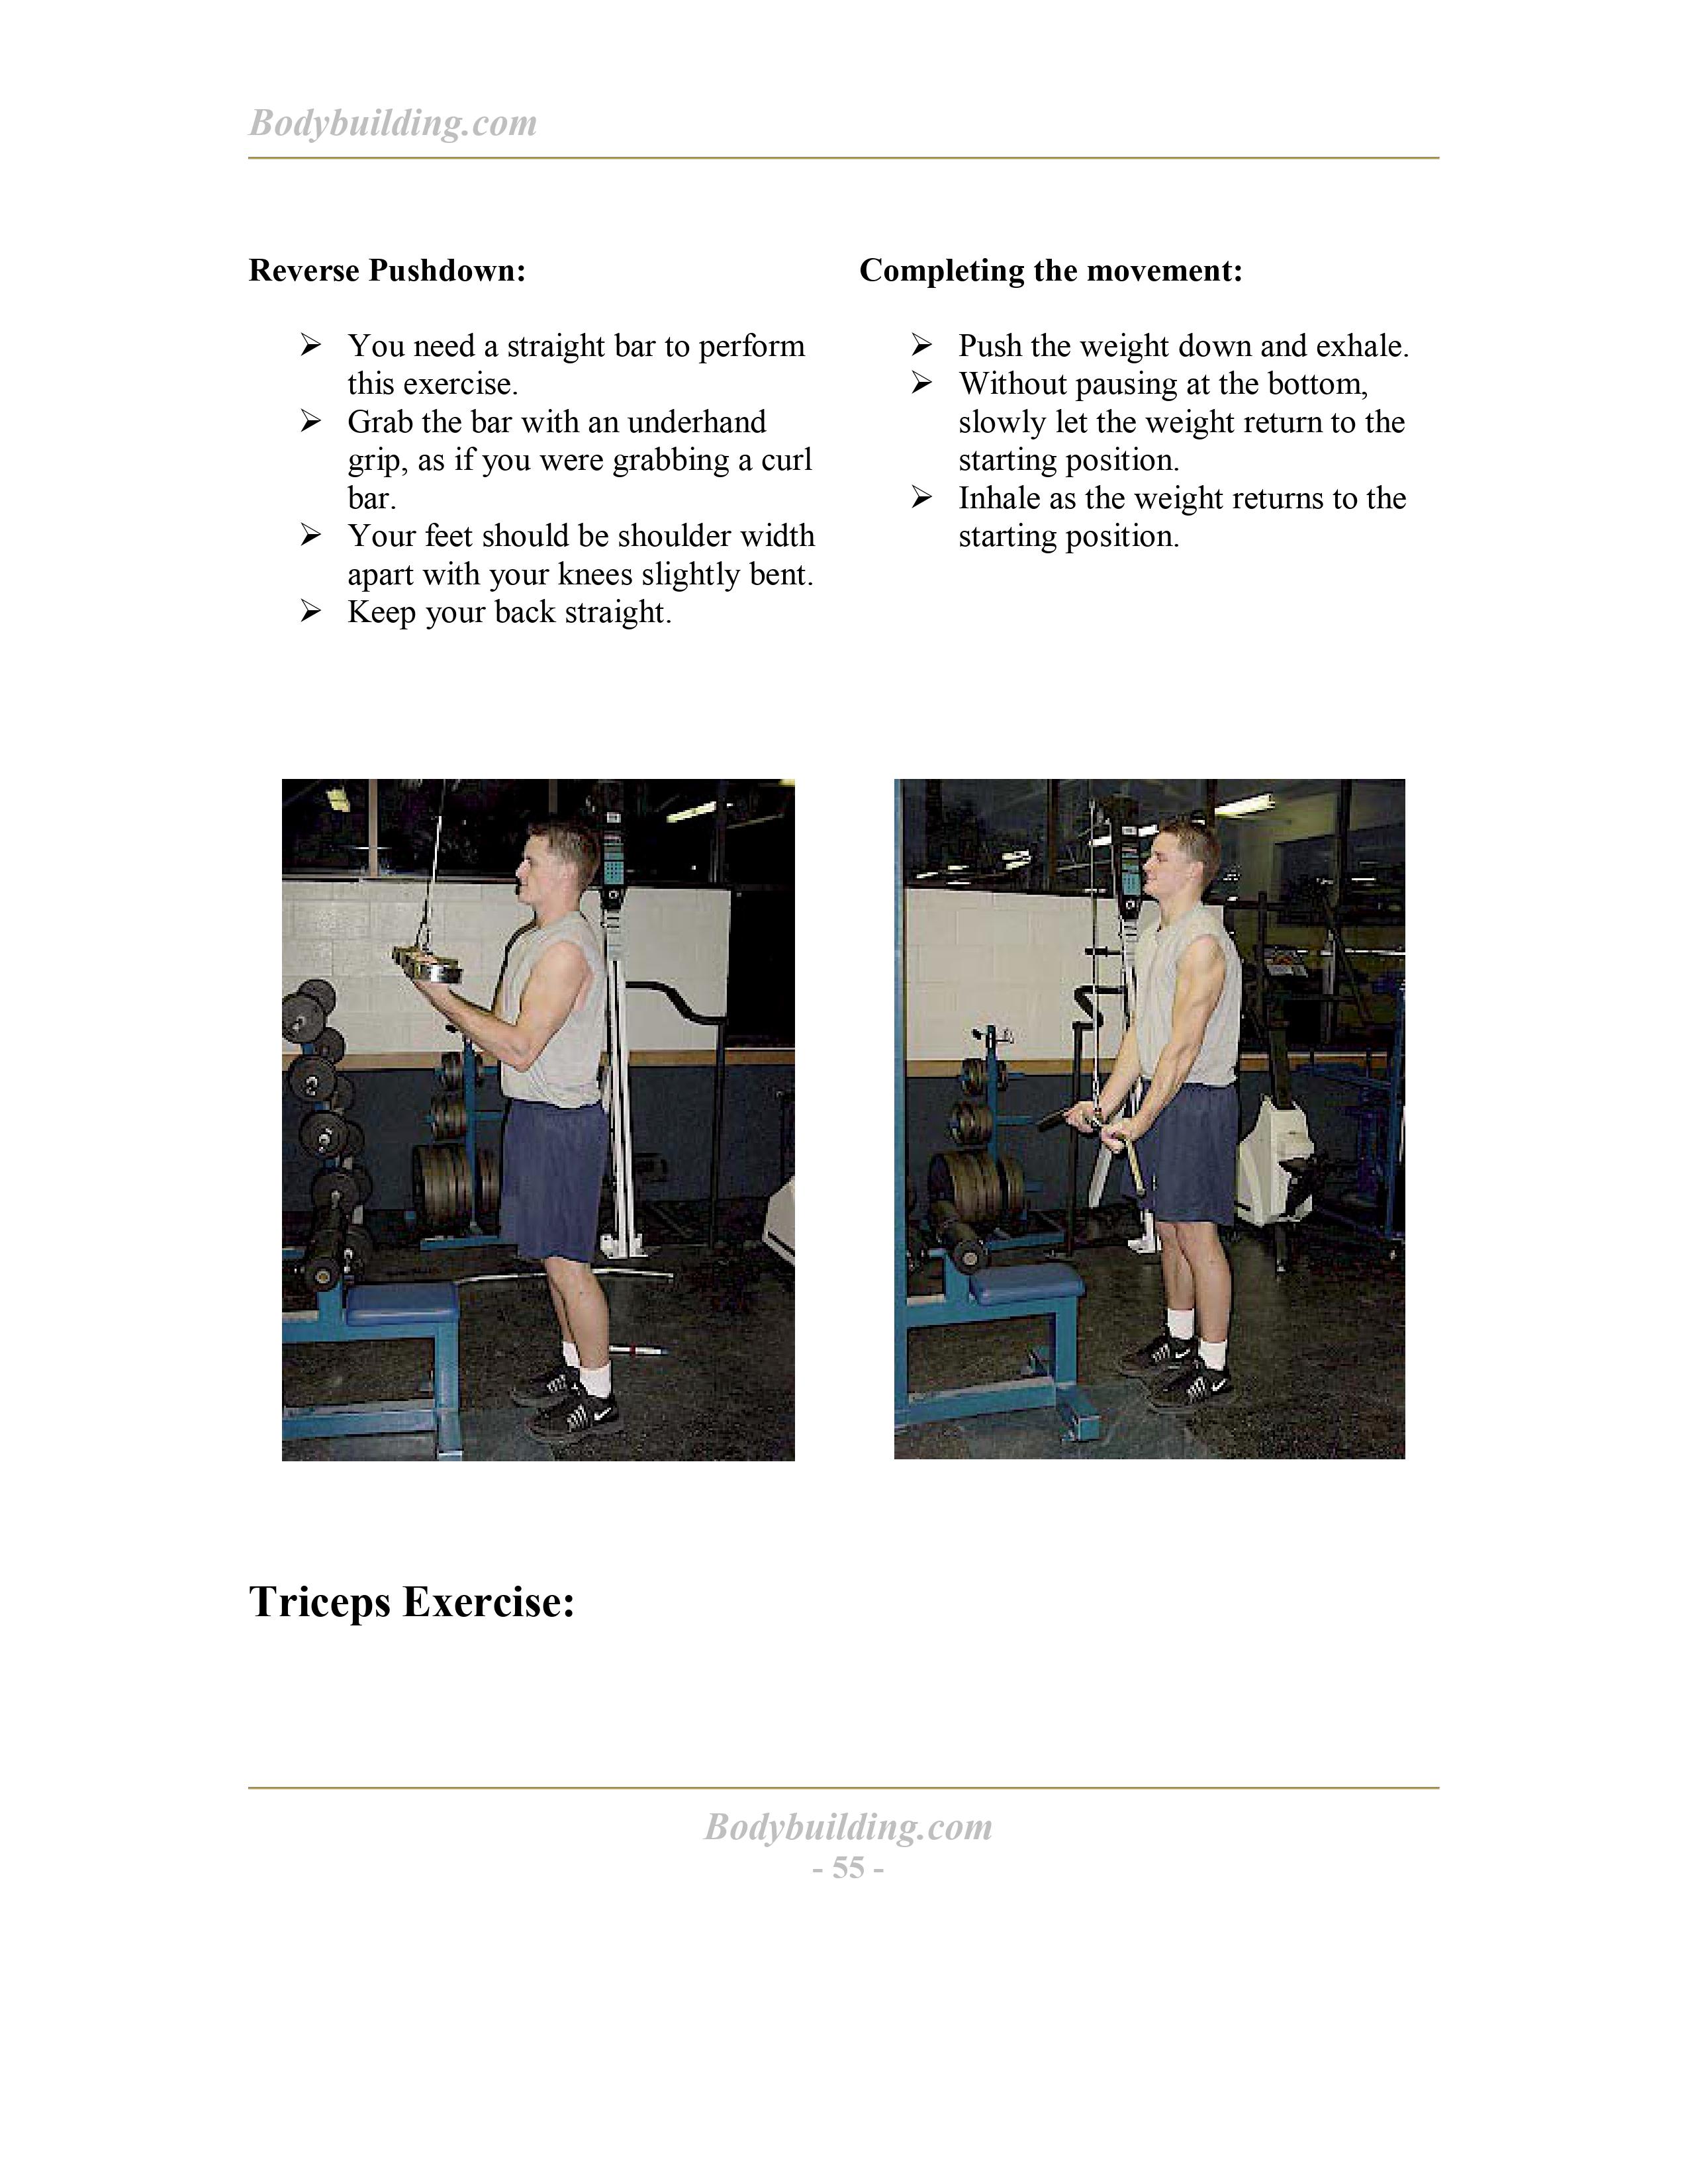 Bodybuilding.com
Reverse Pushdown:
➢ You need a straight bar to perform
this exercise.
➢ Grab the bar with an underhand
grip, as if you were grabbing a curl
bar.
➢ Your feet should be shoulder width
apart with your knees slightly bent.
➢ Keep your back straight.
Completing the movement:
➢ Push the weight down and exhale.
➢ Without pausing at the bottom,
slowly let the weight return to the
starting position.
➢ Inhale as the weight returns to the
starting position.
Triceps Exercise:
Bodybuilding.com
- 55 -